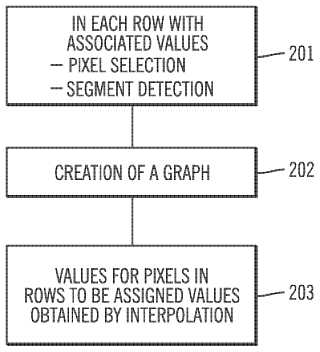 IN EACH ROW WITH
ASSOCIATED VALUES
– PIXEL SELECTION
– SEGMENT DETECTION
201
CREATION OF A GRAPH
202
VALUES FOR PIXELS IN
ROWS TO BE ASSIGNED VALUES
OBTAINED BY INTERPOLATION
203